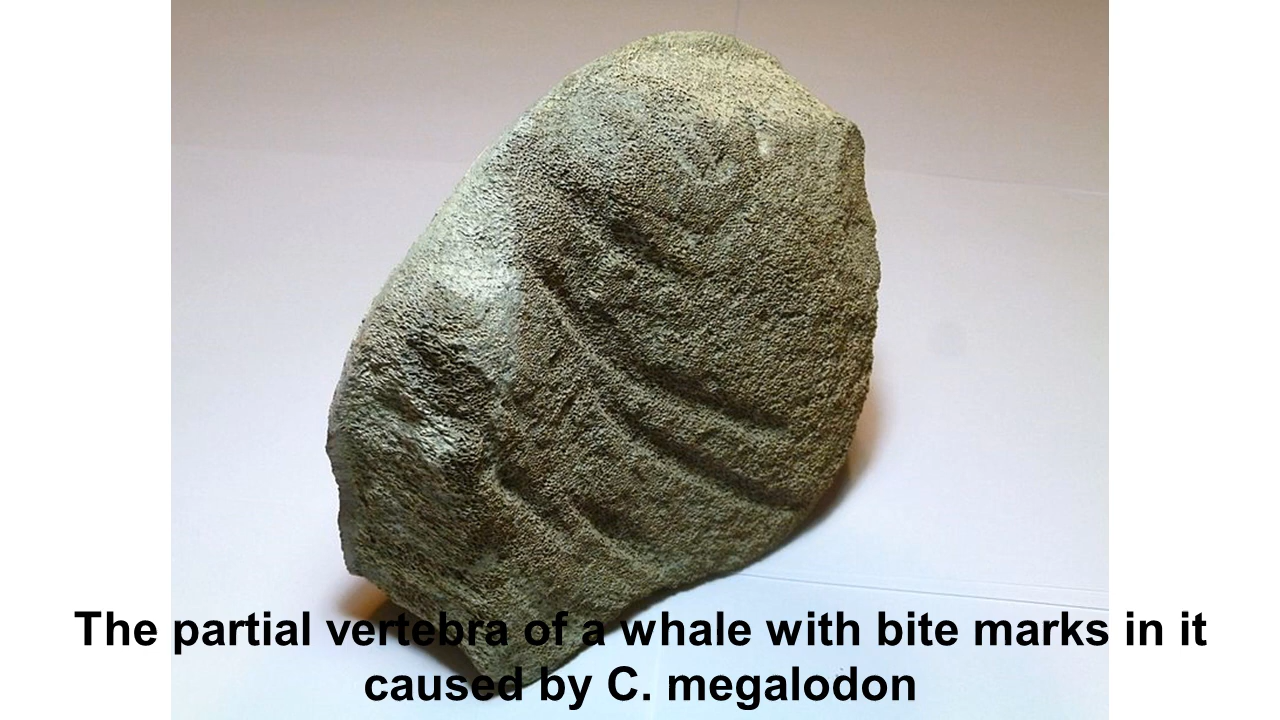 The partial vertebra of a whale with bite marks in it
caused by C. megalodon